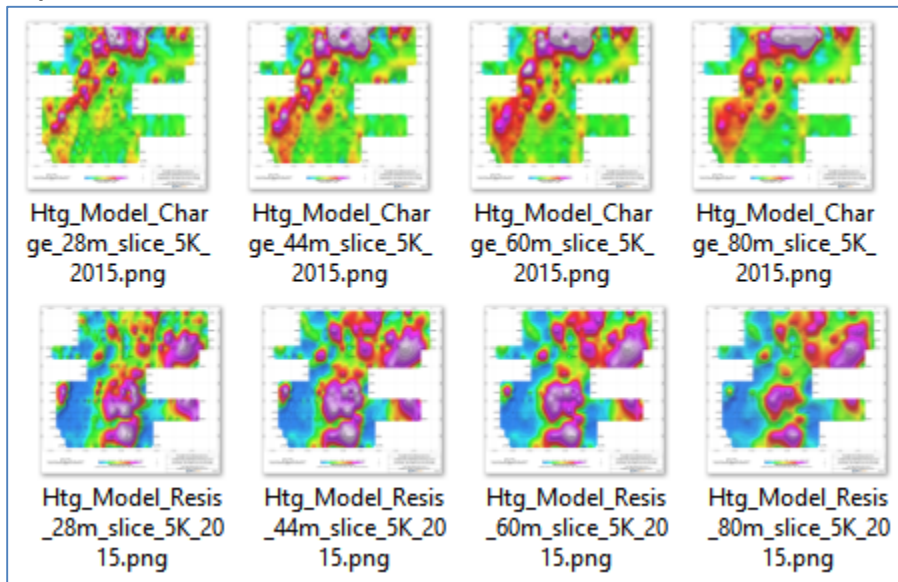 Htg_Model_Char
ge_28m_slice_5K_
2015.png
Htg_Model_Char
ge_44m_slice_5K_
2015.png
Htg_Model_Char
ge_60m_slice_5K_
2015.png
Htg_Model_Char
ge_80m_slice_5K_
2015.png
Htg_Model_Resis
_28m_slice_5K_20
15.png
Htg_Model_Resis
_44m_slice_5K_20
15.png
Htg_Model_Resis
_60m_slice_5K_20
15.png
Htg_Model_Resis
_80m_slice_5K_20
15.png